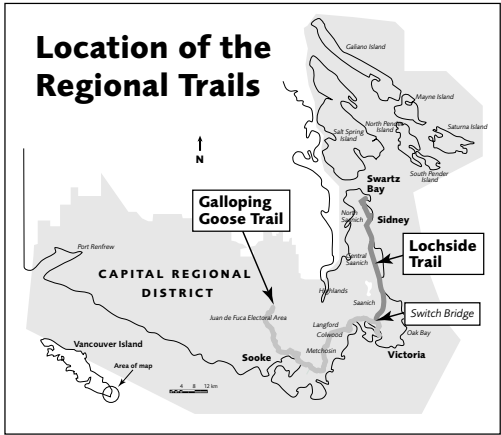 Location of the
Regional Trails
N
Galiano Island
Mayne Island
Saturna Island
North Pender
Island
Salt Spring
Island
South Pender
Island
Swartz
Bay
Galloping
Goose Trail
North
Saanich
Sidney
Lochside
Trail
Central
Saanich
Port Renfrew
CAPITAL REGIONAL
DISTRICT
Highlands
Saanich
Switch Bridge
Juan de Fuca Electoral Area
Langford
Colwood
Oak Bay
Metchosin
Victoria
Sooke
Vancouver Island
Area of map
4 8 12 km